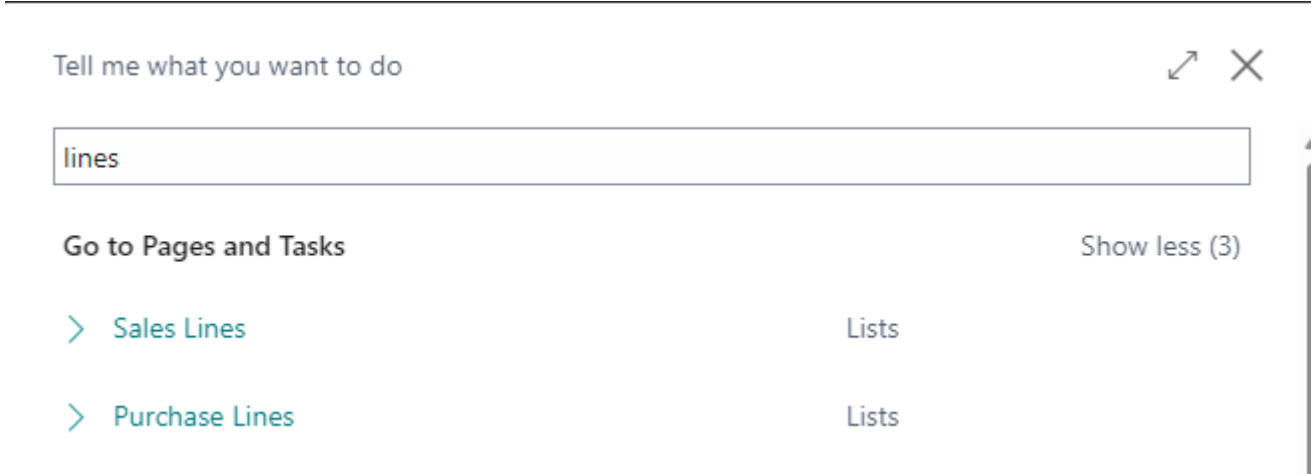 Tell me what you want to do
lines
Go to Pages and Tasks Show less (3)
Sales Lines Lists
Purchase Lines Lists